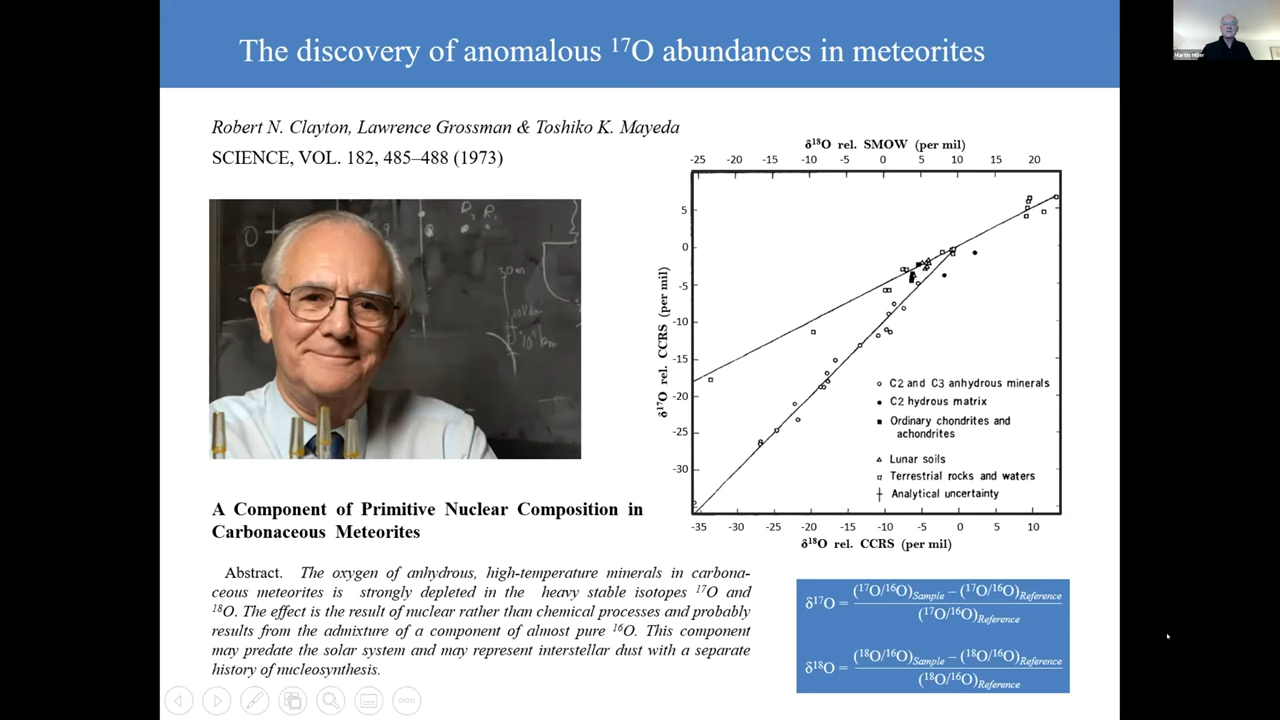 The discovery of anomalous ¹⁷O abundances in meteorites
Martin Miller
Robert N. Clayton, Lawrence Grossman & Toshiko K. Mayeda
SCIENCE, VOL. 182, 485–488 (1973)
δ¹⁸O rel. SMOW (per mil)
-25 -20 -15 -10 -5 0 5 10 15 20
δ¹⁷O rel. CCRS (per mil)
5
0
-5
-10
-15
-20
-25
-30
C2 and C3 anhydrous minerals
C2 hydrous matrix
Ordinary chondrites and
achondrites
Lunar soils
Terrestrial rocks and waters
Analytical uncertainty
-35 -30 -25 -20 -15 -10 -5 0 5 10
δ¹⁸O rel. CCRS (per mil)
A Component of Primitive Nuclear Composition in
Carbonaceous Meteorites
Abstract. The oxygen of anhydrous, high-temperature minerals in carbona-
ceous meteorites is strongly depleted in the heavy stable isotopes ¹⁷O and
¹⁸O. The effect is the result of nuclear rather than chemical processes and probably
results from the admixture of a component of almost pure ¹⁶O. This component
may predate the solar system and may represent interstellar dust with a separate
history of nucleosynthesis.
δ¹⁷O = (¹⁷O/¹⁶O)Sample – (¹⁷O/¹⁶O)Reference
(¹⁷O/¹⁶O)Reference
δ¹⁸O = (¹⁸O/¹⁶O)Sample – (¹⁸O/¹⁶O)Reference
(¹⁸O/¹⁶O)Reference